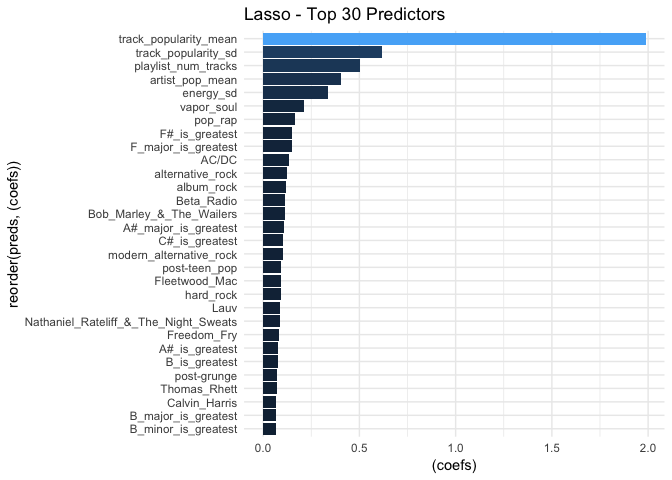 Lasso - Top 30 Predictors
track_popularity_mean
track_popularity_sd
playlist_num_tracks
artist_pop_mean
energy_sd
vapor_soul
pop_rap
F#_is_greatest
F_major_is_greatest
AC/DC
alternative_rock
album_rock
Beta_Radio
Bob_Marley_&_The_Wailers
A#_major_is_greatest
C#_is_greatest
modern_alternative_rock
post-teen_pop
Fleetwood_Mac
hard_rock
Lauv
Nathaniel_Rateliff_&_The_Night_Sweats
Freedom_Fry
A#_is_greatest
B_is_greatest
post-grunge
Thomas_Rhett
Calvin_Harris
B_major_is_greatest
B_minor_is_greatest
reorder(preds, (coefs))
0.0 0.5 1.0 1.5 2.0
(coefs)